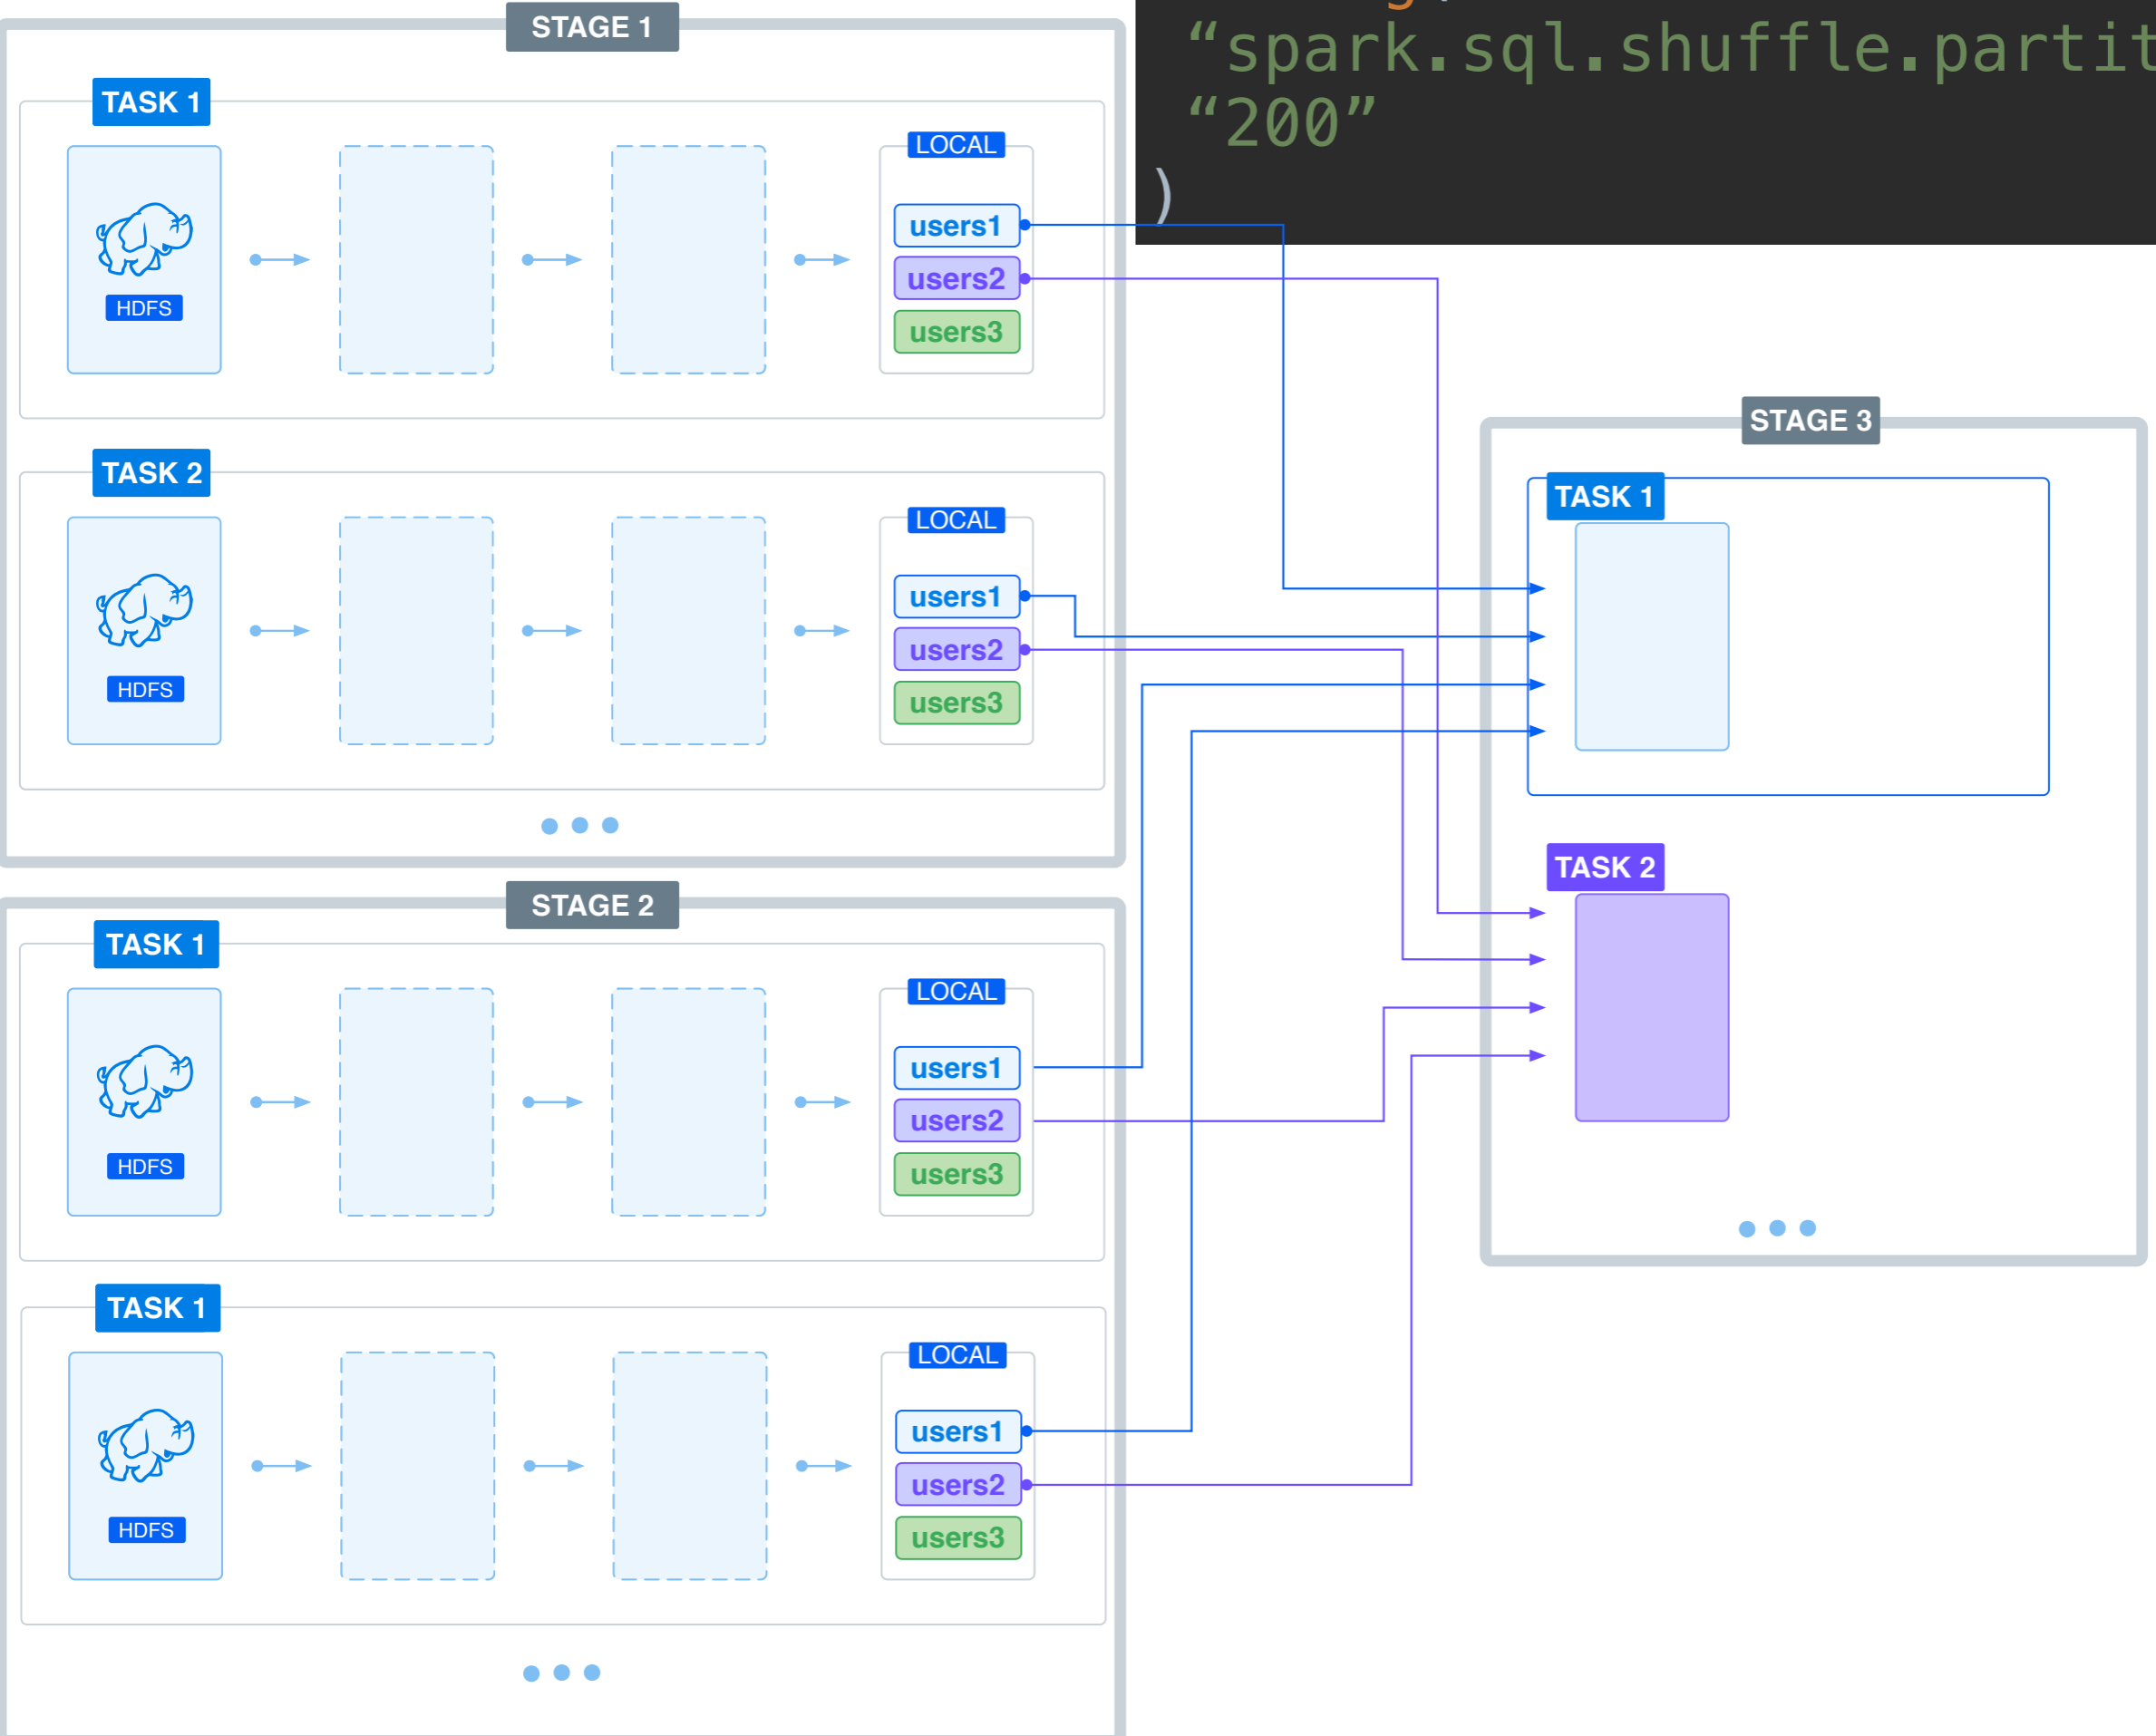 STAGE 1
TASK 1
HDFS
LOCAL
users1
users2
users3
TASK 2
HDFS
LOCAL
users1
users2
users3
STAGE 2
TASK 1
HDFS
LOCAL
users1
users2
users3
TASK 1
HDFS
LOCAL
users1
users2
users3
“spark.sql.shuffle.partit
“200”
)
STAGE 3
TASK 1
TASK 2